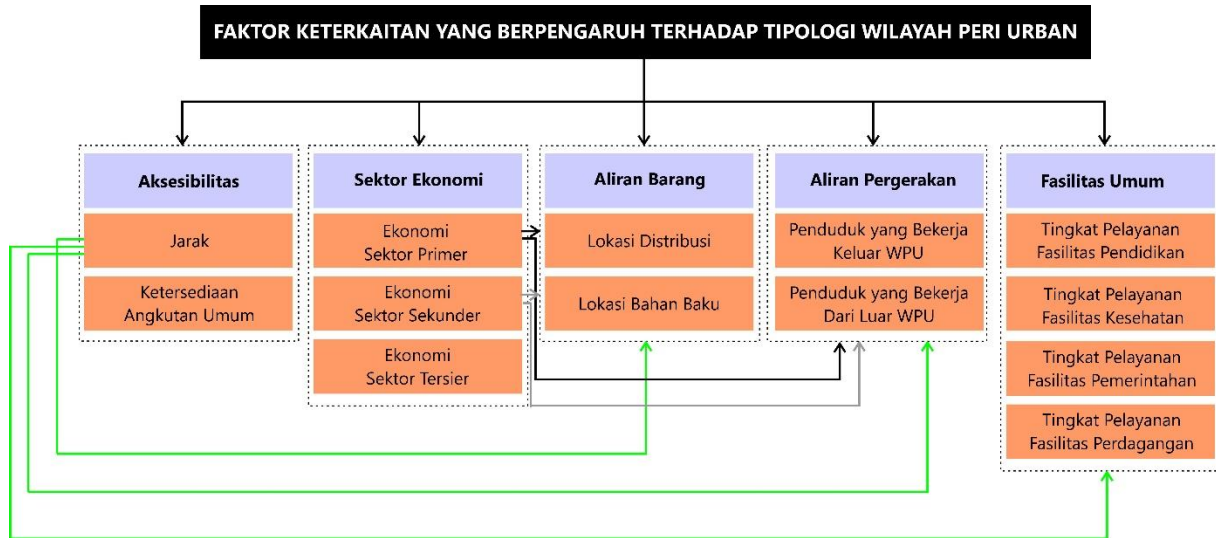 FAKTOR KETERKAITAN YANG BERPENGARUH TERHADAP TIPOLOGI WILAYAH PERI URBAN
Aksesibilitas
Jarak
Ketersediaan
Angkutan Umum
Sektor Ekonomi
Ekonomi
Sektor Primer
Ekonomi
Sektor Sekunder
Ekonomi
Sektor Tersier
Aliran Barang
Lokasi Distribusi
Lokasi Bahan Baku
Aliran Pergerakan
Penduduk yang Bekerja
Keluar WPU
Penduduk yang Bekerja
Dari Luar WPU
Fasilitas Umum
Tingkat Pelayanan
Fasilitas Pendidikan
Tingkat Pelayanan
Fasilitas Kesehatan
Tingkat Pelayanan
Fasilitas Pemerintahan
Tingkat Pelayanan
Fasilitas Perdagangan